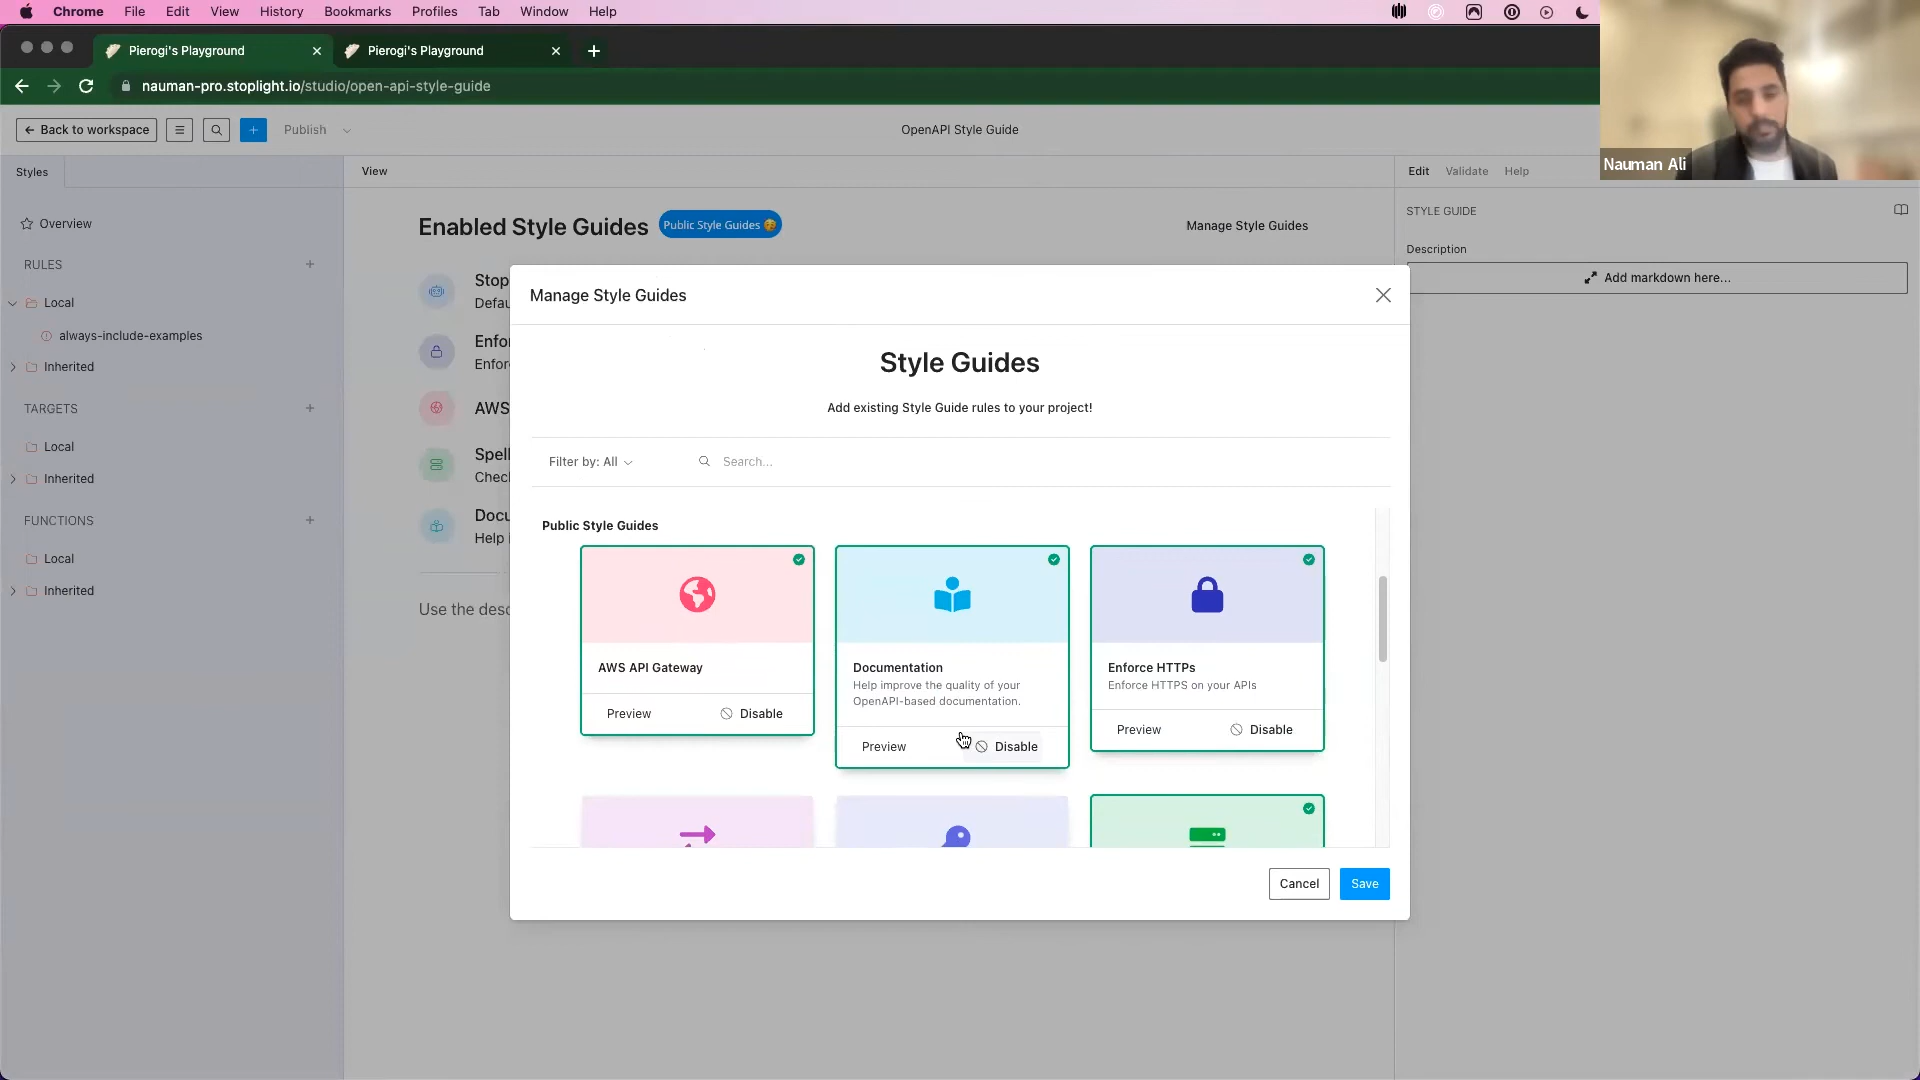 Chrome File Edit View History Bookmarks Profiles Tab Window Help
Pierogi's Playground
Pierogi's Playground
nauman-pro.stoplight.io/studio/open-api-style-guide
Back to workspace
Publish
OpenAPI Style Guide
Nauman Ali
Styles
View
Edit Validate Help
Overview
Enabled Style Guides
Public Style Guides
Manage Style Guides
STYLE GUIDE
Description
Add markdown here...
RULES
Local
always-include-examples
Inherited
TARGETS
Local
Inherited
FUNCTIONS
Local
Inherited
Stop
Defau
Enfor
Enforc
AWS
Spell
Chec
Docu
Help i
Use the desc
Manage Style Guides
Style Guides
Add existing Style Guide rules to your project!
Filter by: All
Search...
Public Style Guides
AWS API Gateway
Preview Disable
Documentation
Help improve the quality of your
OpenAPI-based documentation.
Preview Disable
Enforce HTTPs
Enforce HTTPS on your APIs
Preview Disable
Cancel
Save